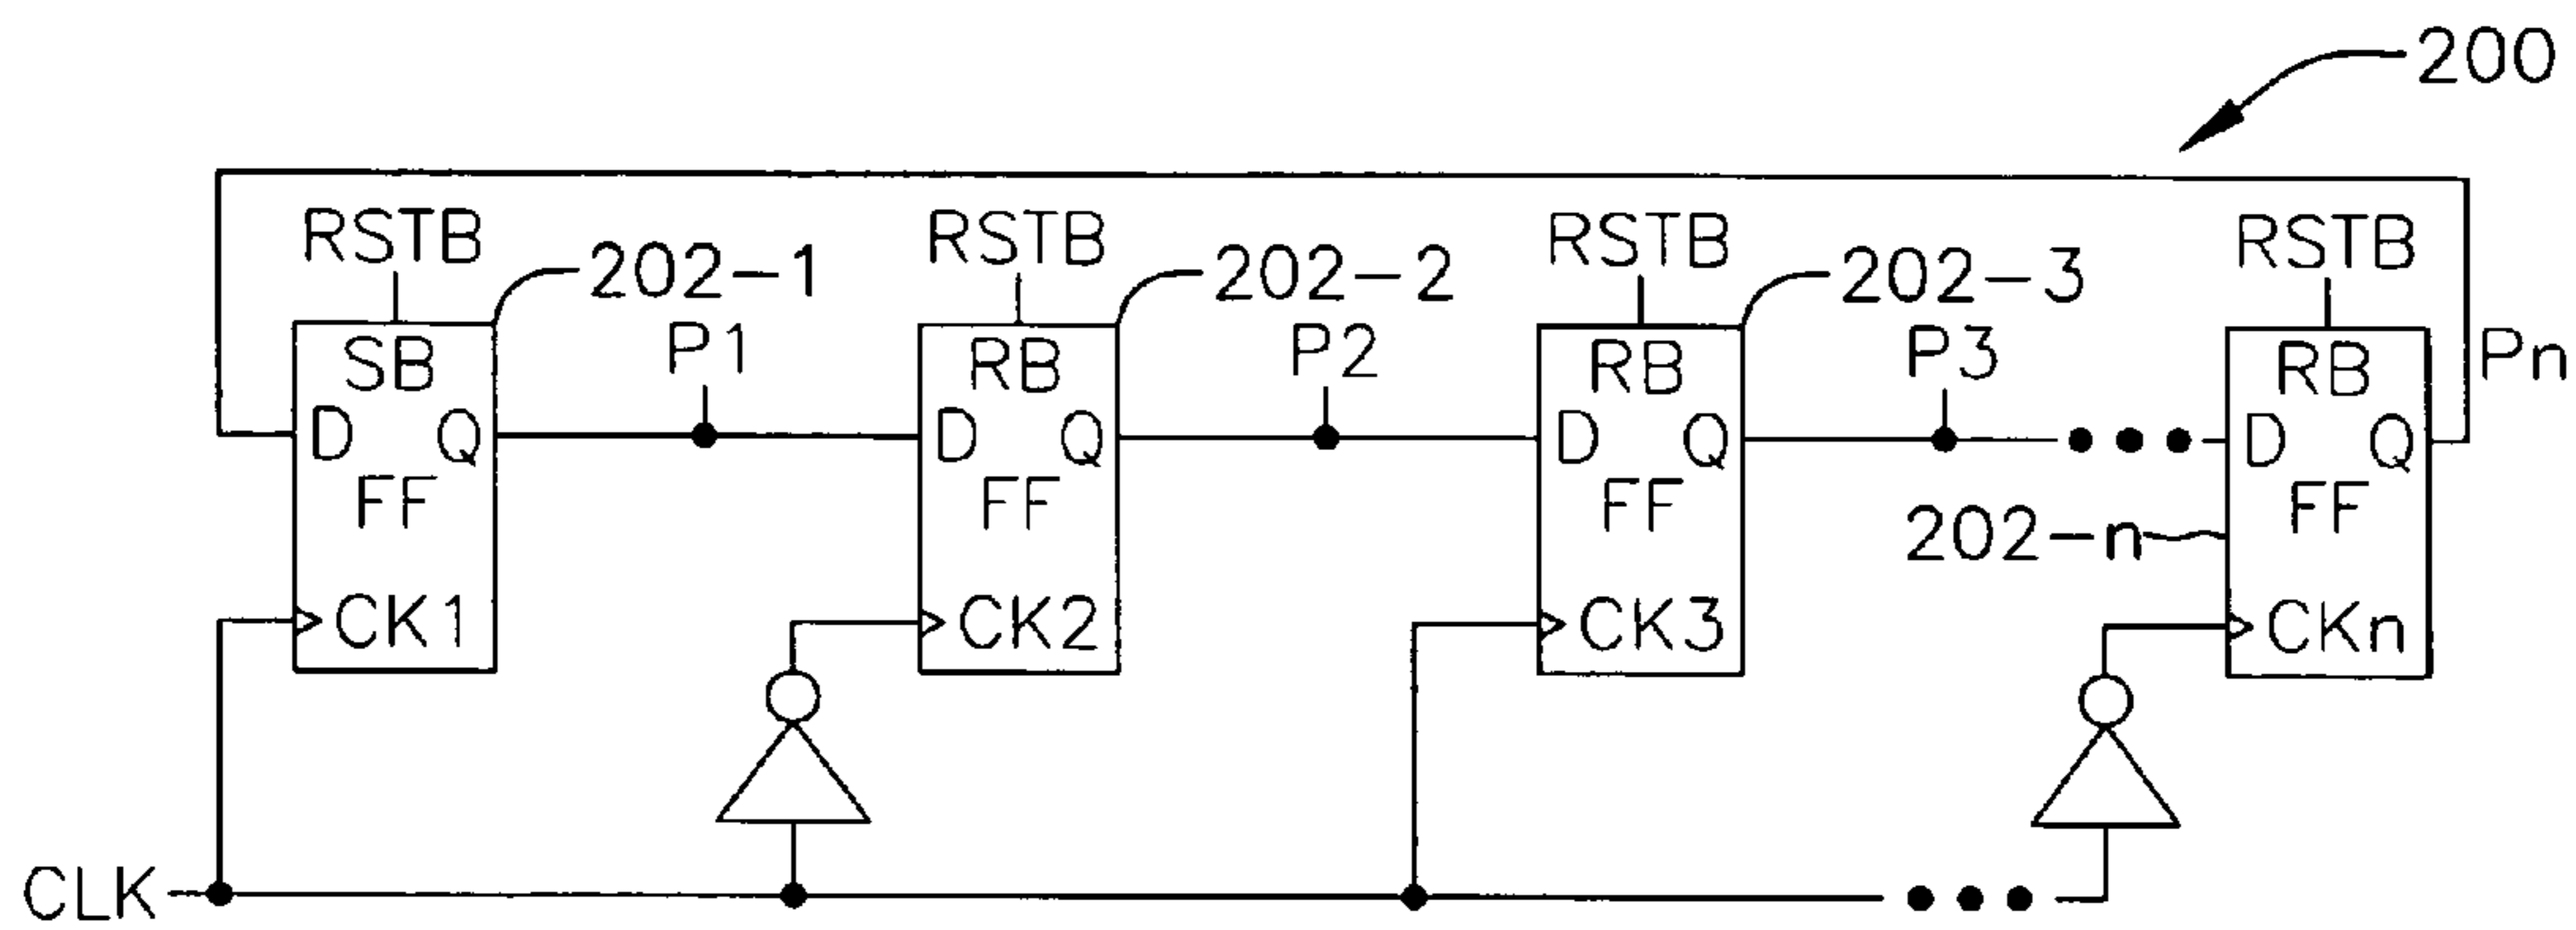 200
RSTB
RSTB
RSTB
RSTB
202-1
202-2
202-3
P1
P2
P3
Pn
SB
RB
RB
RB
D Q
D Q
D Q
D Q
FF
FF
FF
FF
202-n
CK1
CK2
CK3
CKn
CLK